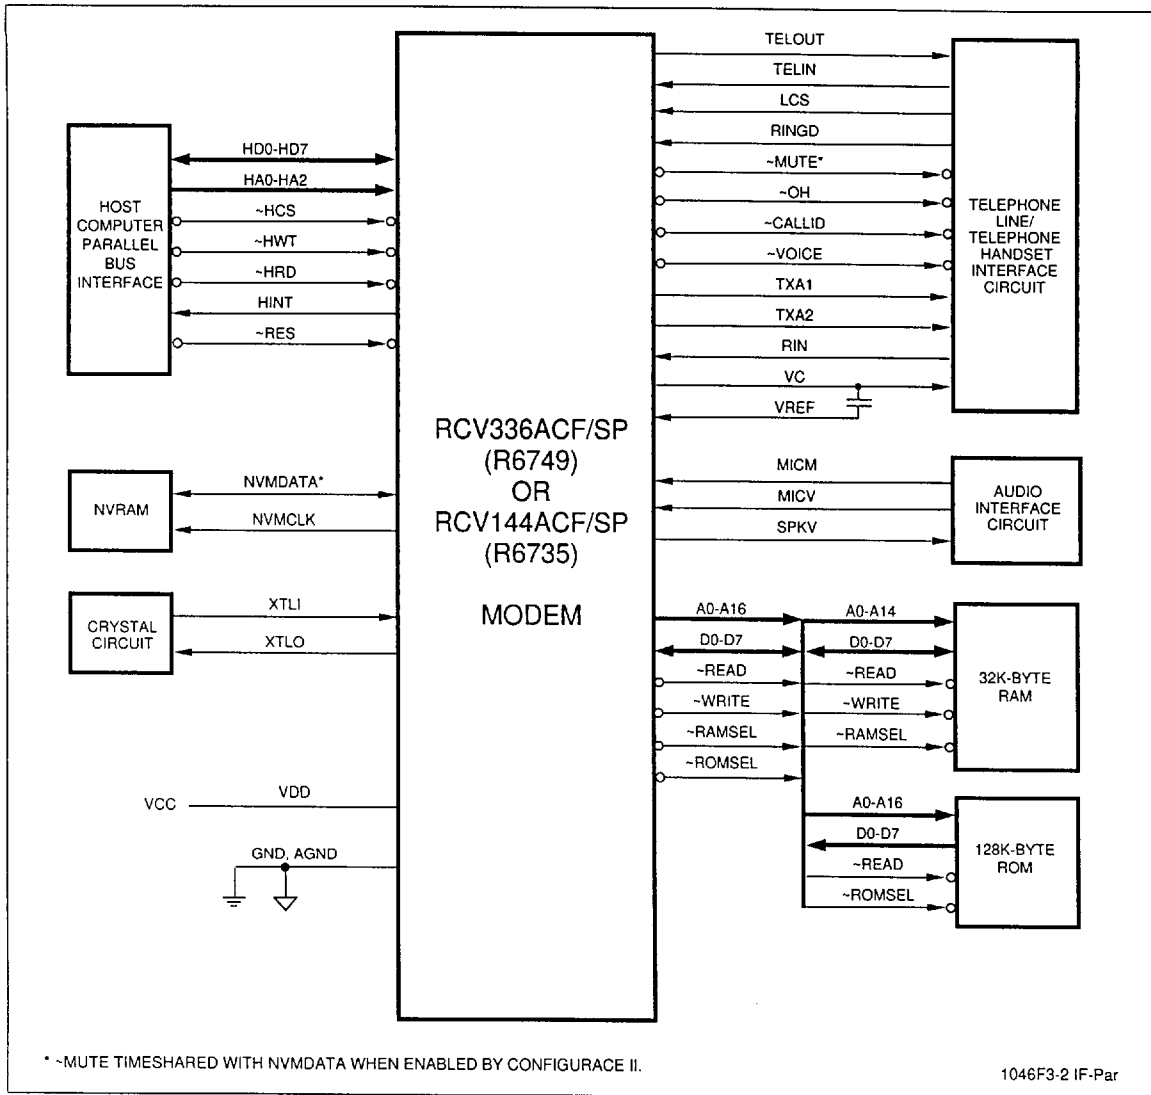 HOST
COMPUTER
PARALLEL
BUS
INTERFACE
HD0-HD7
HA0-HA2
~HCS
~HWT
~HRD
HINT
~RES
NVRAM
NVMDATA*
NVMCLK
CRYSTAL
CIRCUIT
XTLI
XTLO
VCC
VDD
GND, AGND
RCV336ACF/SP
(R6749)
OR
RCV144ACF/SP
(R6735)
MODEM
TELOUT
TELIN
LCS
RINGD
~MUTE*
~OH
~CALLID
~VOICE
TXA1
TXA2
RIN
VC
VREF
TELEPHONE
LINE/
TELEPHONE
HANDSET
INTERFACE
CIRCUIT
MICM
MICV
SPKV
AUDIO
INTERFACE
CIRCUIT
A0-A16
D0-D7
~READ
~WRITE
~RAMSEL
~ROMSEL
A0-A14
D0-D7
~READ
~WRITE
~RAMSEL
32K-BYTE
RAM
A0-A16
D0-D7
~READ
~ROMSEL
128K-BYTE
ROM
* ~MUTE TIMESHARED WITH NVMDATA WHEN ENABLED BY CONFIGURACE II.
1046F3-2 IF-Par